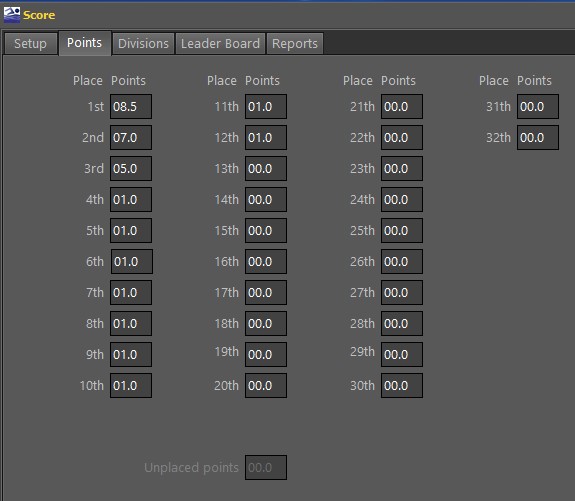 Score
Setup Points Divisions Leader Board Reports
Place Points Place Points Place Points Place Points
1st 08.5 11th 01.0 21th 00.0 31th 00.0
2nd 07.0 12th 01.0 22th 00.0 32th 00.0
3rd 05.0 13th 00.0 23th 00.0
4th 01.0 14th 00.0 24th 00.0
5th 01.0 15th 00.0 25th 00.0
6th 01.0 16th 00.0 26th 00.0
7th 01.0 17th 00.0 27th 00.0
8th 01.0 18th 00.0 28th 00.0
9th 01.0 19th 00.0 29th 00.0
10th 01.0 20th 00.0 30th 00.0
Unplaced points 00.0